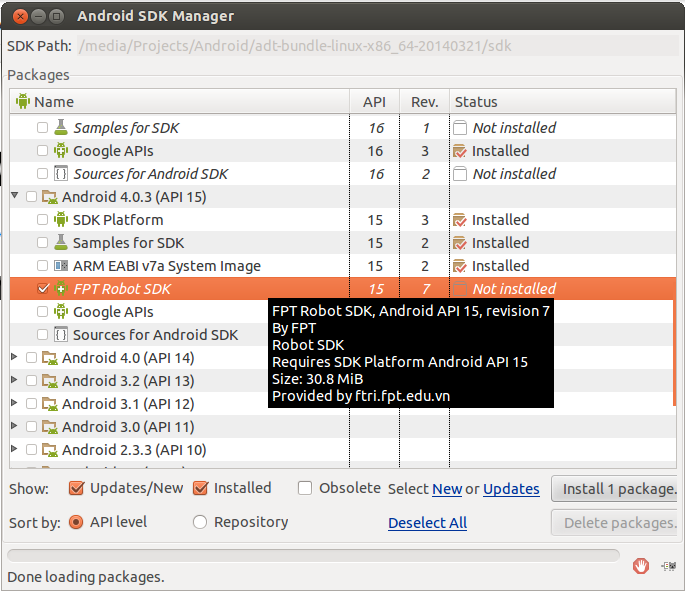 Android SDK Manager
SDK Path: /media/Projects/Android/adt-bundle-linux-x86_64-20140321/sdk
Packages
Name API Rev. Status
Samples for SDK 16 1 Not installed
Google APIs 16 3 Installed
Sources for Android SDK 16 2 Not installed
Android 4.0.3 (API 15)
SDK Platform 15 3 Installed
Samples for SDK 15 2 Installed
ARM EABI v7a System Image 15 2 Installed
FPT Robot SDK 15 7 Not installed
Google APIs
Sources for Android SDK
FPT Robot SDK, Android API 15, revision 7
By FPT
Robot SDK
Requires SDK Platform Android API 15
Size: 30.8 MiB
Provided by ftri.fpt.edu.vn
Android 4.0 (API 14)
Android 3.2 (API 13)
Android 3.1 (API 12)
Android 3.0 (API 11)
Android 2.3.3 (API 10)
Show: Updates/New Installed Obsolete Select New or Updates Install 1 package.
Sort by: API level Repository Deselect All Delete packages.
Done loading packages.